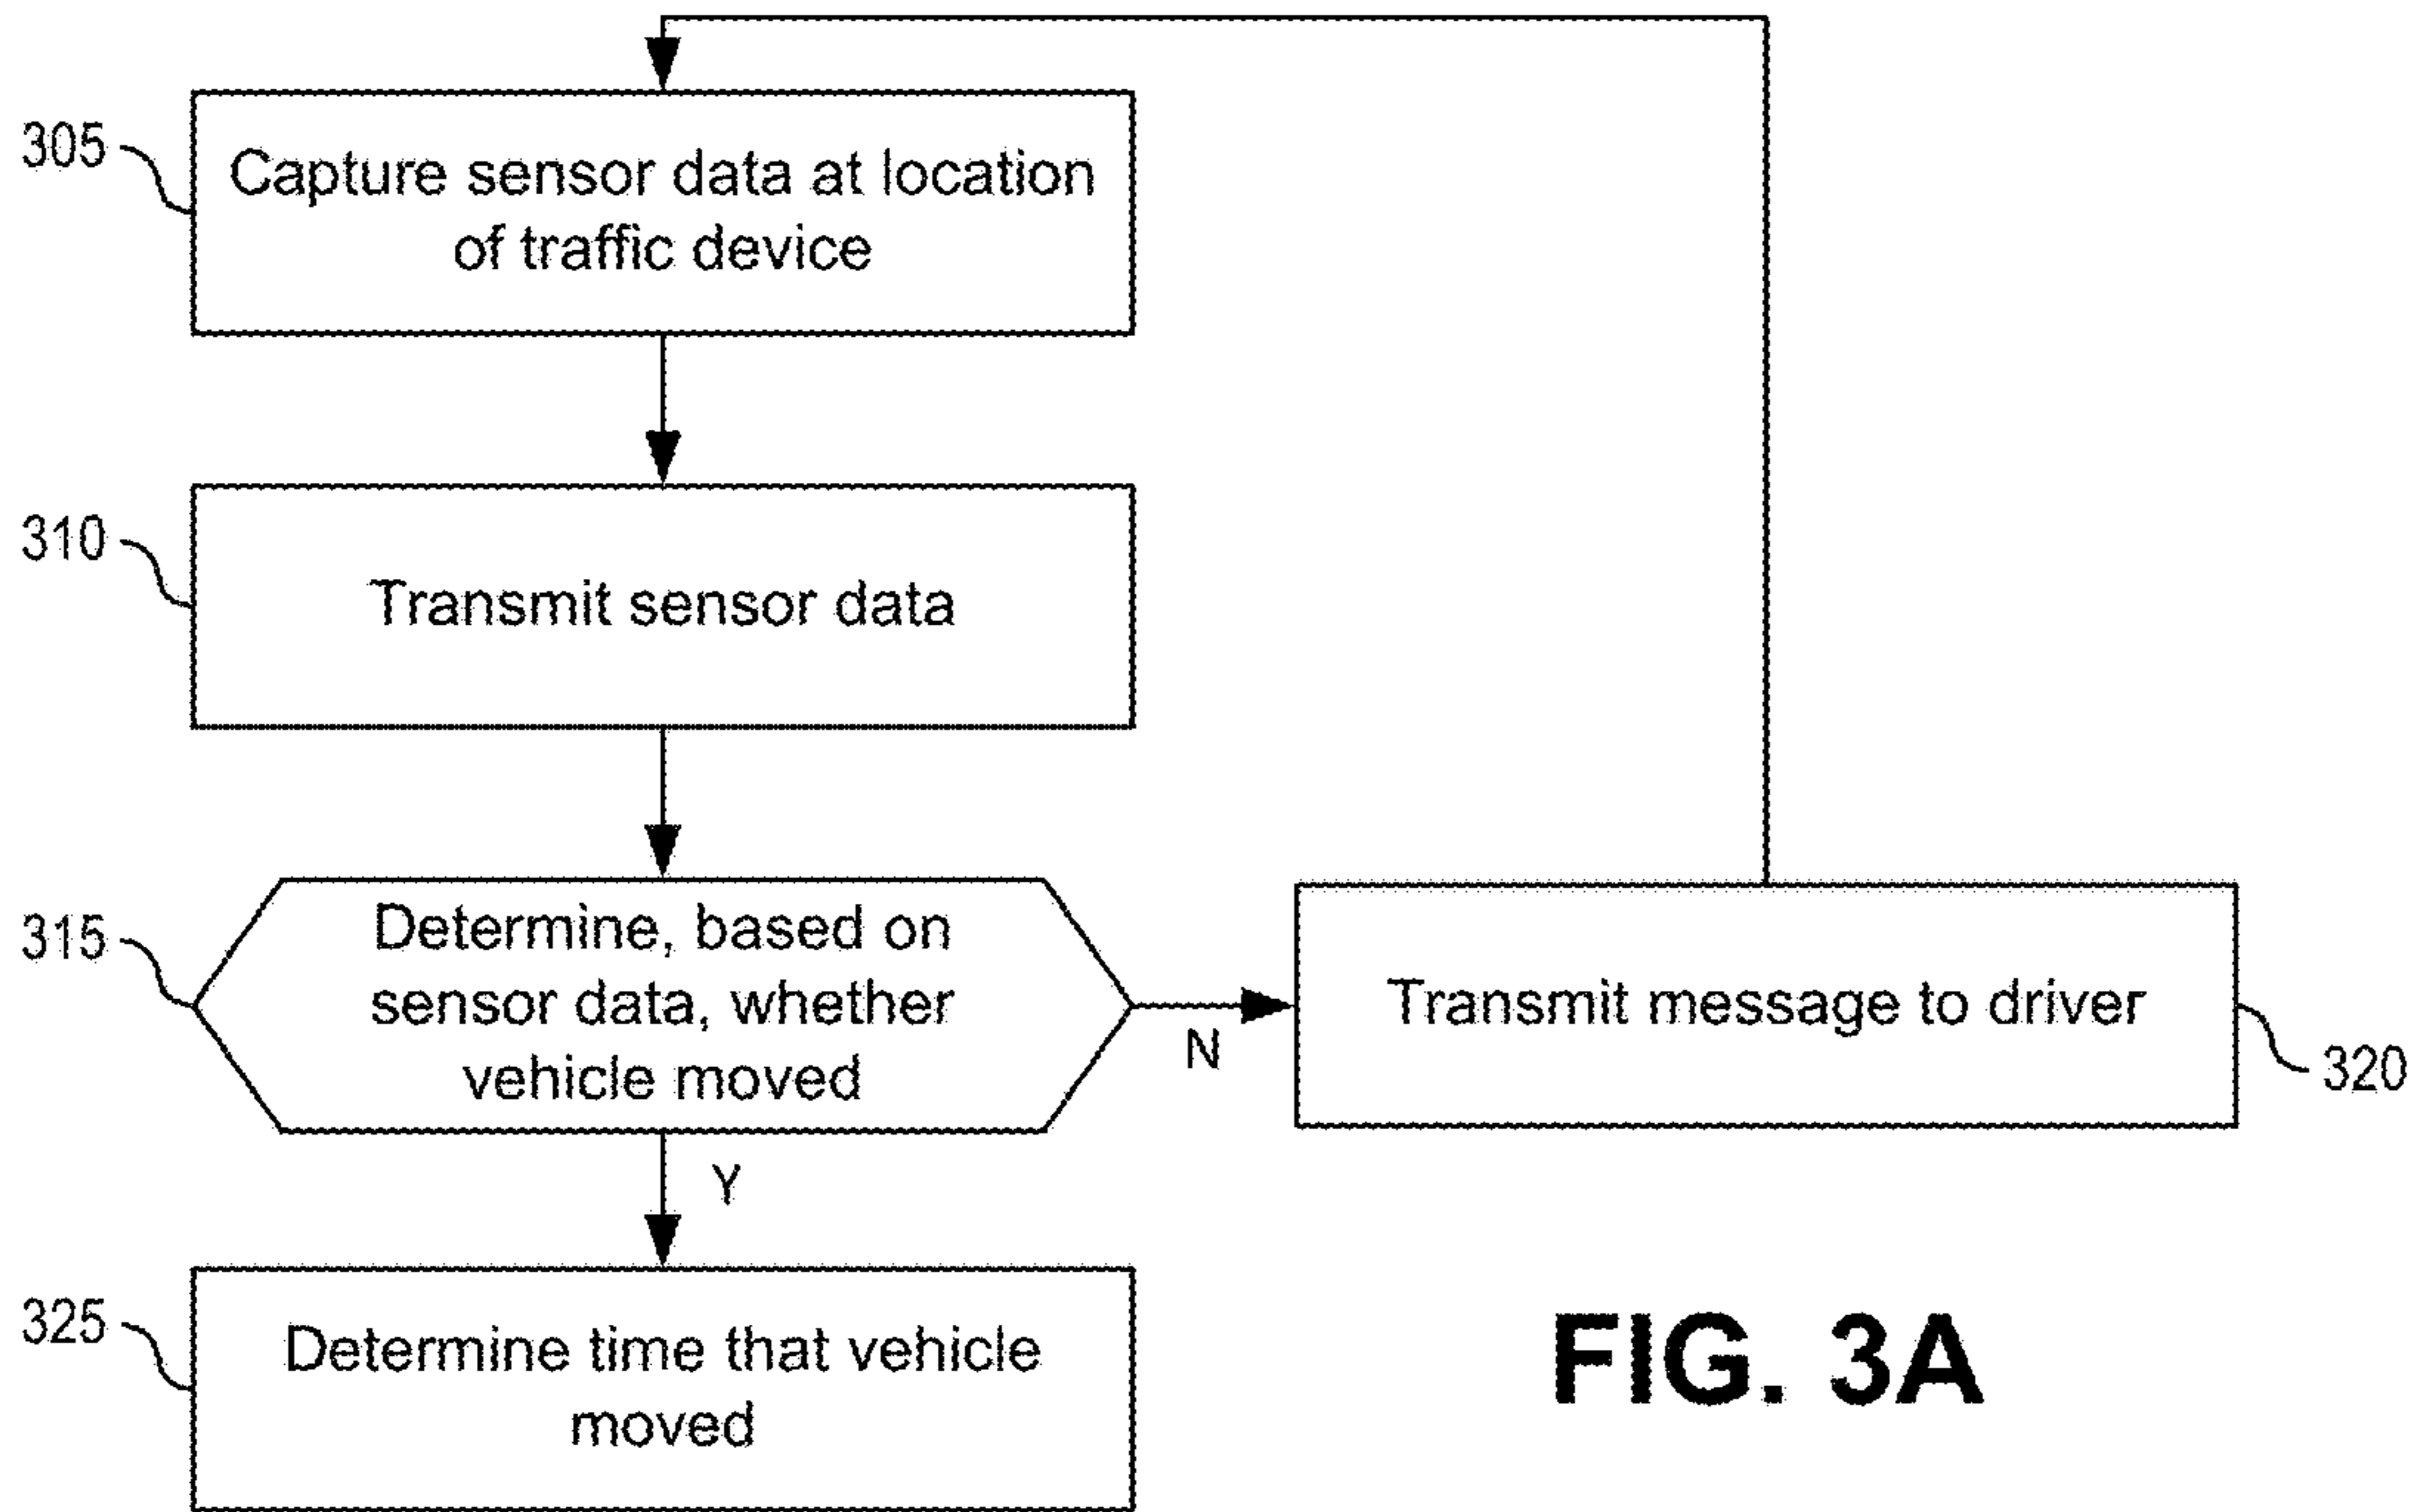 305
Capture sensor data at location
of traffic device
310
Transmit sensor data
315
Determine, based on
sensor data, whether
vehicle moved
N
Transmit message to driver
320
Y
325
Determine time that vehicle
moved
FIG. 3A